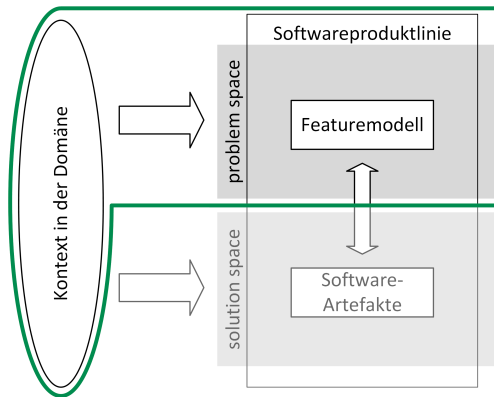 Softwareproduktlinie
Kontext in der Domäne
problem space
Featuremodell
solution space
Software-
Artefakte